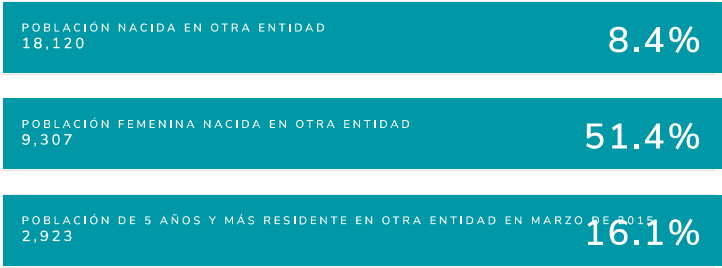 POBLACIÓN NACIDA EN OTRA ENTIDAD
18,120
8.4%
POBLACIÓN FEMENINA NACIDA EN OTRA ENTIDAD
9,307
51.4%
POBLACIÓN DE 5 AÑOS Y MÁS RESIDENTE EN OTRA ENTIDAD EN MARZO DE 2015
2,923
16.1%